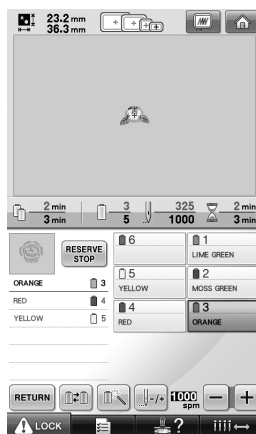 23.2 mm
36.3 mm
2 min 3 325 2 min
3 min 5 1000 3 min
RESERVE
STOP
ORANGE 3
RED 4
YELLOW 5
6 1
LIME GREEN
5 2
YELLOW MOSS GREEN
4 3
RED ORANGE
RETURN -/+ 1000 spm - +
LOCK ?